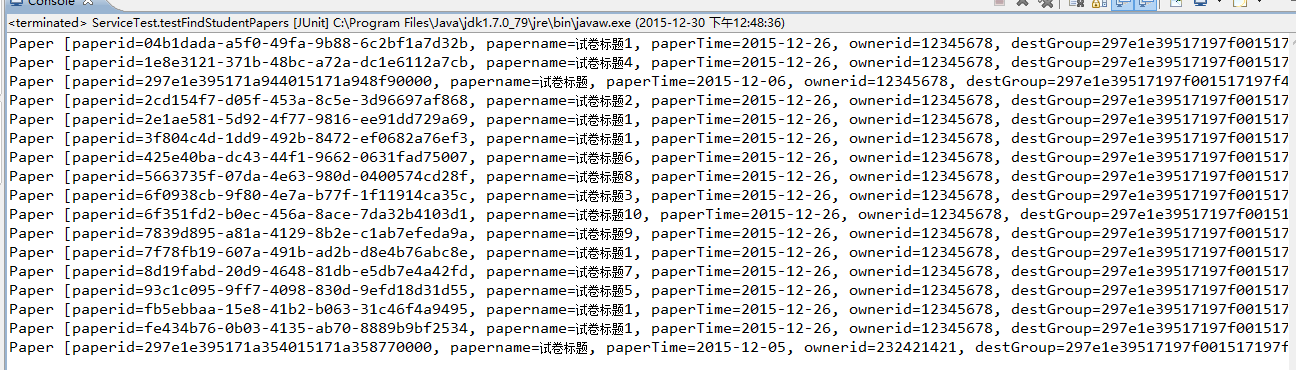 Console
<terminated> ServiceTest.testFindStudentPapers [JUnit] C:\Program Files\Java\jdk1.7.0_79\jre\bin\javaw.exe (2015-12-30 下午12:48:36)
Paper [paperid=04b1dada-a5f0-49fa-9b88-6c2bf1a7d32b, papername=试卷标题1, paperTime=2015-12-26, ownerid=12345678, destGroup=297e1e39517197f001517
Paper [paperid=1e8e3121-371b-48bc-a72a-dc1e6112a7cb, papername=试卷标题4, paperTime=2015-12-26, ownerid=12345678, destGroup=297e1e39517197f001517
Paper [paperid=297e1e395171a944015171a948f90000, papername=试卷标题, paperTime=2015-12-06, ownerid=12345678, destGroup=297e1e39517197f001517197f4
Paper [paperid=2cd154f7-d05f-453a-8c5e-3d96697af868, papername=试卷标题2, paperTime=2015-12-26, ownerid=12345678, destGroup=297e1e39517197f001517
Paper [paperid=2e1ae581-5d92-4f77-9816-ee91dd729a69, papername=试卷标题1, paperTime=2015-12-26, ownerid=12345678, destGroup=297e1e39517197f001517
Paper [paperid=3f804c4d-1dd9-492b-8472-ef0682a76ef3, papername=试卷标题1, paperTime=2015-12-26, ownerid=12345678, destGroup=297e1e39517197f001517
Paper [paperid=425e40ba-dc43-44f1-9662-0631fad75007, papername=试卷标题6, paperTime=2015-12-26, ownerid=12345678, destGroup=297e1e39517197f001517
Paper [paperid=5663735f-07da-4e63-980d-0400574cd28f, papername=试卷标题8, paperTime=2015-12-26, ownerid=12345678, destGroup=297e1e39517197f001517
Paper [paperid=6f0938cb-9f80-4e7a-b77f-1f11914ca35c, papername=试卷标题3, paperTime=2015-12-26, ownerid=12345678, destGroup=297e1e39517197f001517
Paper [paperid=6f351fd2-b0ec-456a-8ace-7da32b4103d1, papername=试卷标题10, paperTime=2015-12-26, ownerid=12345678, destGroup=297e1e39517197f00151
Paper [paperid=7839d895-a81a-4129-8b2e-c1ab7efeda9a, papername=试卷标题9, paperTime=2015-12-26, ownerid=12345678, destGroup=297e1e39517197f001517
Paper [paperid=7f78fb19-607a-491b-ad2b-d8e4b76abc8e, papername=试卷标题1, paperTime=2015-12-26, ownerid=12345678, destGroup=297e1e39517197f001517
Paper [paperid=8d19fabd-20d9-4648-81db-e5db7e4a42fd, papername=试卷标题7, paperTime=2015-12-26, ownerid=12345678, destGroup=297e1e39517197f001517
Paper [paperid=93c1c095-9ff7-4098-830d-9efd18d31d55, papername=试卷标题5, paperTime=2015-12-26, ownerid=12345678, destGroup=297e1e39517197f001517
Paper [paperid=fb5ebbaa-15e8-41b2-b063-31c46f4a9495, papername=试卷标题1, paperTime=2015-12-26, ownerid=12345678, destGroup=297e1e39517197f001517
Paper [paperid=fe434b76-0b03-4135-ab70-8889b9bf2534, papername=试卷标题1, paperTime=2015-12-26, ownerid=12345678, destGroup=297e1e39517197f001517
Paper [paperid=297e1e395171a354015171a358770000, papername=试卷标题, paperTime=2015-12-05, ownerid=232421421, destGroup=297e1e39517197f001517197f